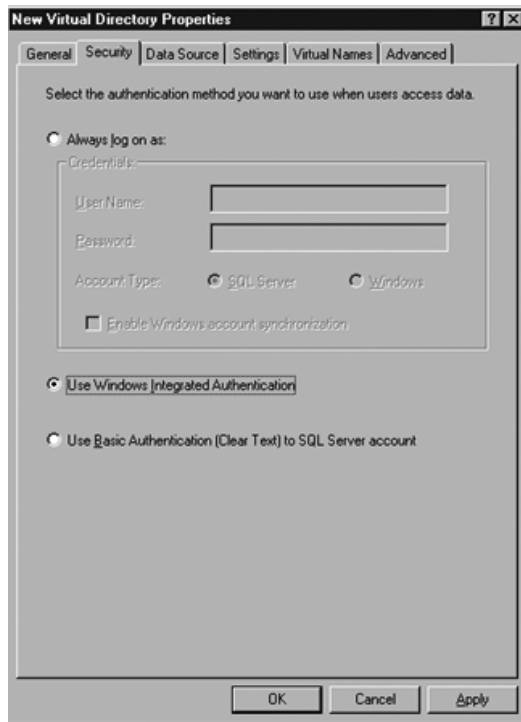 New Virtual Directory Properties ? X
General Security Data Source Settings Virtual Names Advanced
Select the authentication method you want to use when users access data.
Always log on as:
Credentials:
User Name:
Password:
Account Type: SQL Server Windows
Enable Windows account synchronization
Use Windows Integrated Authentication
Use Basic Authentication (Clear Text) to SQL Server account
OK Cancel Apply